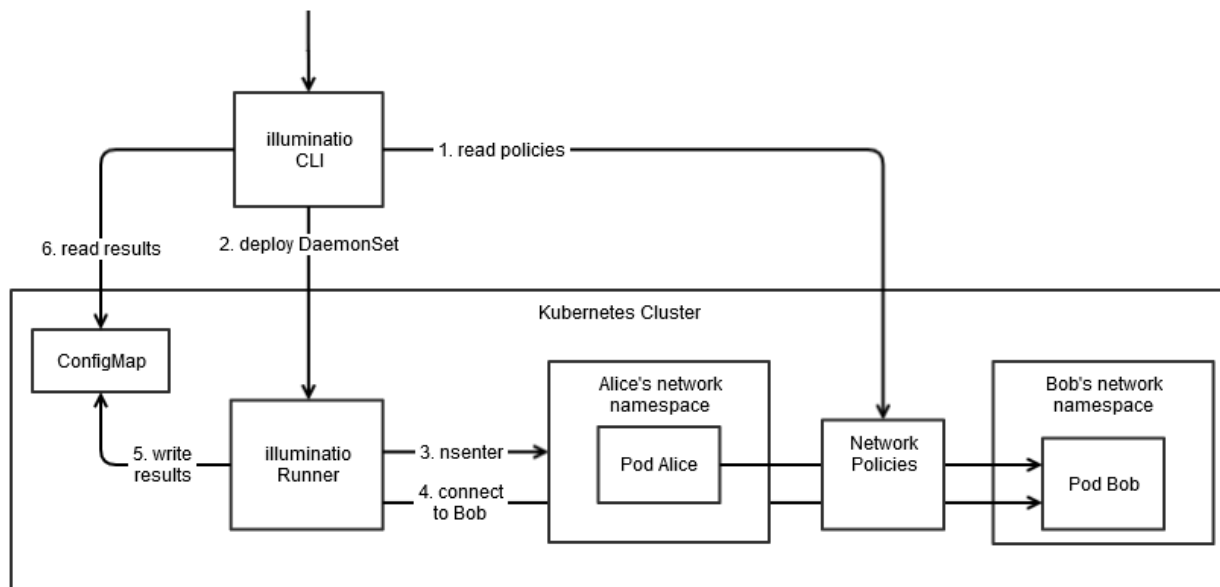 illuminatio
CLI
1. read policies
6. read results
2. deploy DaemonSet
Kubernetes Cluster
ConfigMap
Alice's network
namespace
Bob's network
namespace
5. write
results
illuminatio
Runner
3. nsenter
4. connect
to Bob
Pod Alice
Network
Policies
Pod Bob